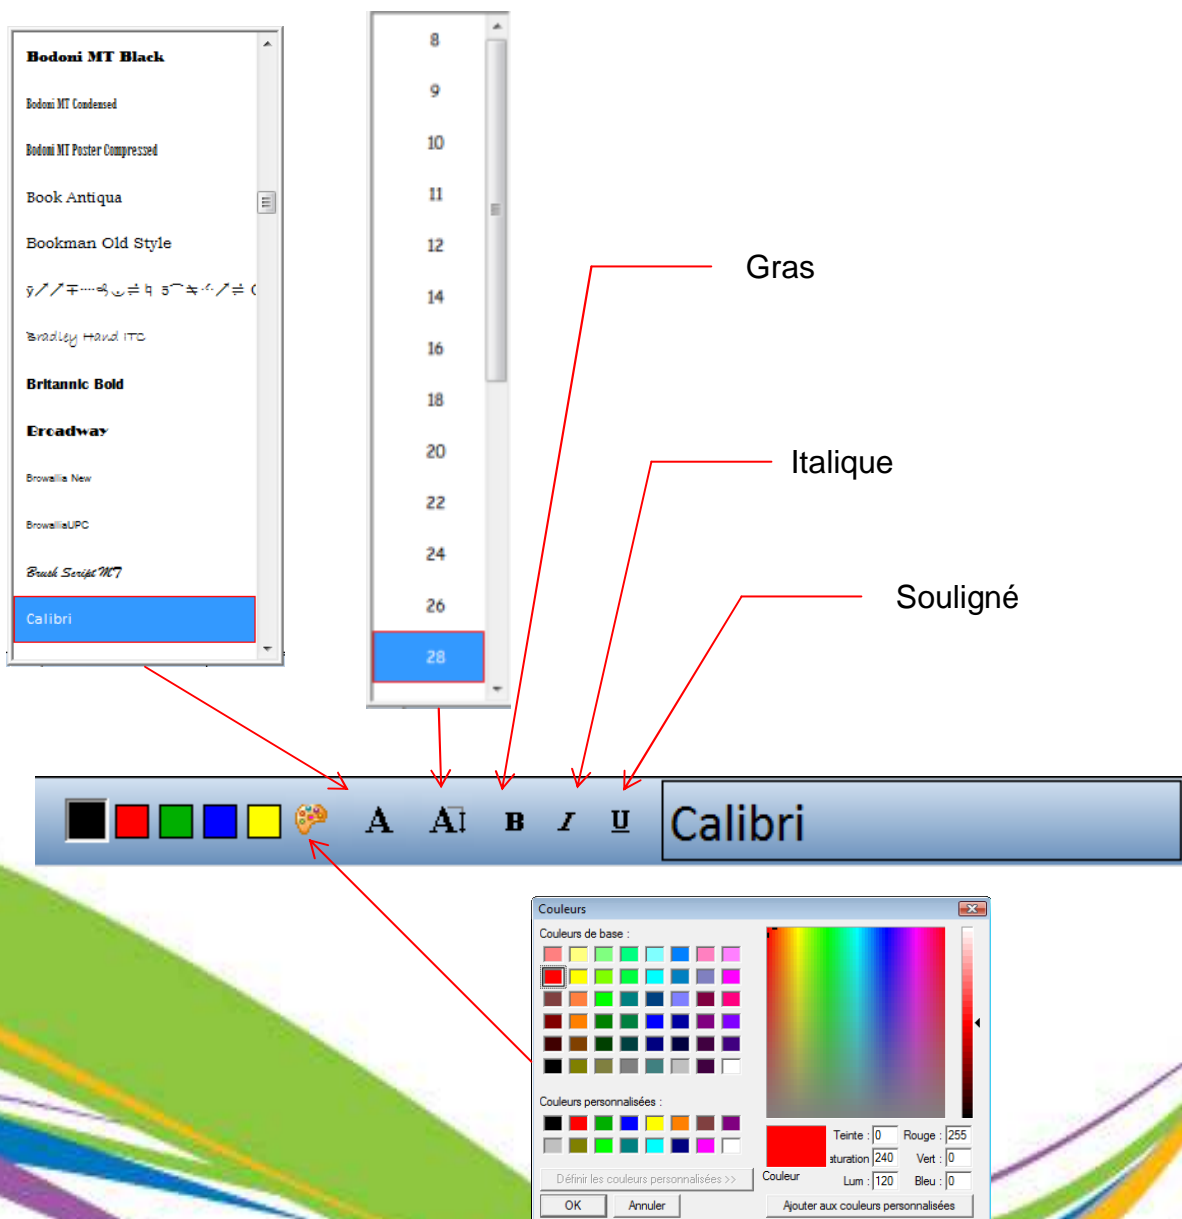 Bodoni MT Black
Bodoni MT Condensed
Bodoni MT Poster Compressed
Book Antiqua
Bookman Old Style
Bradley Hand ITC
Britannic Bold
Broadway
Browallia New
BrowalliaUPC
Brush Script MT
Calibri
8
9
10
11
12
14
16
18
20
22
24
26
28
Gras
Italique
Souligné
A A B I U Calibri
Couleurs
Couleurs de base :
Couleurs personnalisées :
Définir les couleurs personnalisées >>
OK Annuler
Couleur
Teinte : 0 Rouge : 255
aturation 240 Vert : 0
Lum : 120 Bleu : 0
Ajouter aux couleurs personnalisées